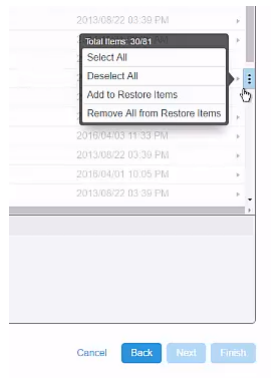 2013/08/22 03:39 PM
Total Items: 30/81
Select All
Deselect All
Add to Restore Items
Remove All from Restore Items
2016/04/03 11:33 PM
2013/08/22 03:39 PM
2016/04/01 10:05 PM
2013/08/22 03:39 PM
Cancel
Back
Next
Finish